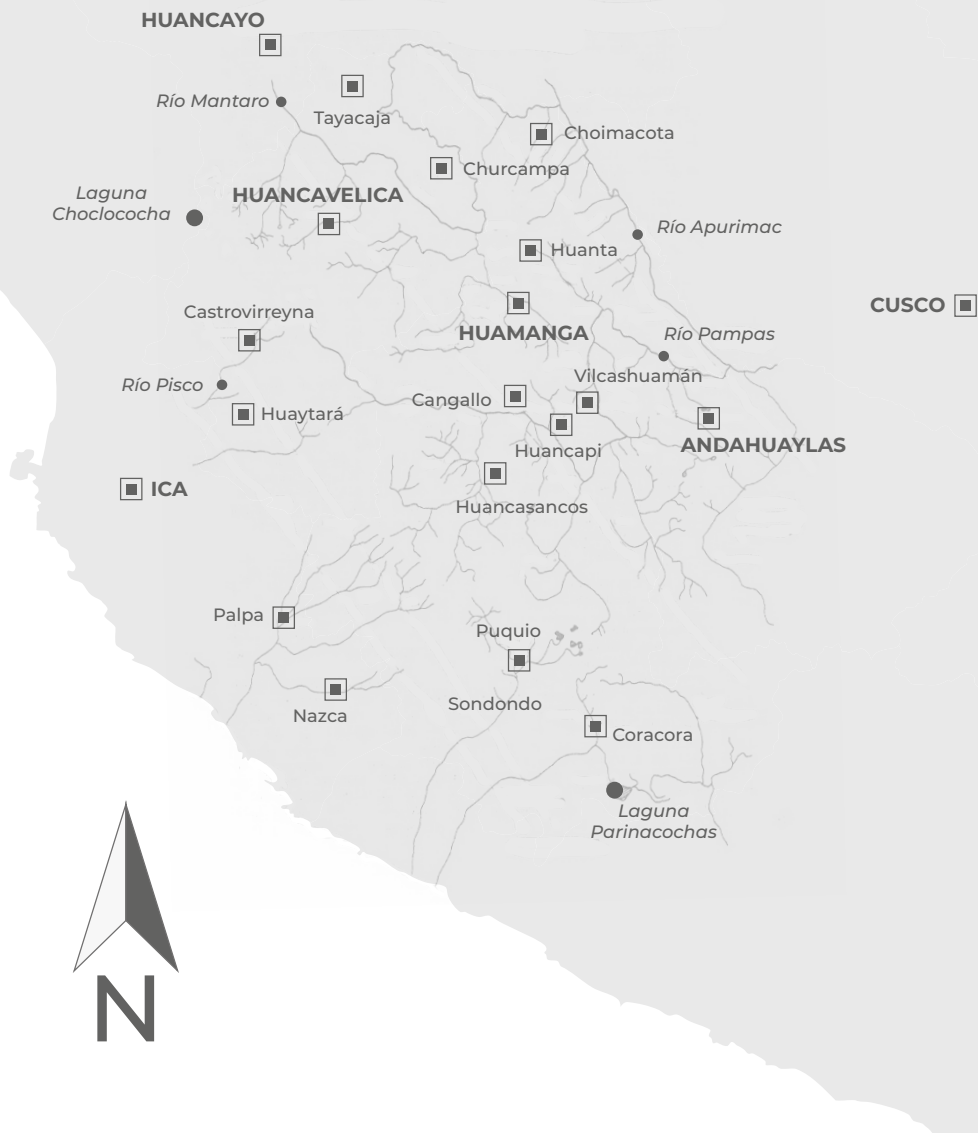 HUANCAYO
Río Mantaro
Tayacaja
Choimacota
Churcampa
Laguna
Choclococha
HUANCAVELICA
Río Apurimac
Huanta
CUSCO
Castrovirreyna
HUAMANGA
Río Pampas
Río Pisco
Vilcashuamán
Cangallo
Huaytará
Huancapi
ANDAHUAYLAS
ICA
Huancasancos
Palpa
Puquio
Sondondo
Nazca
Coracora
Laguna
Parinacochas
N